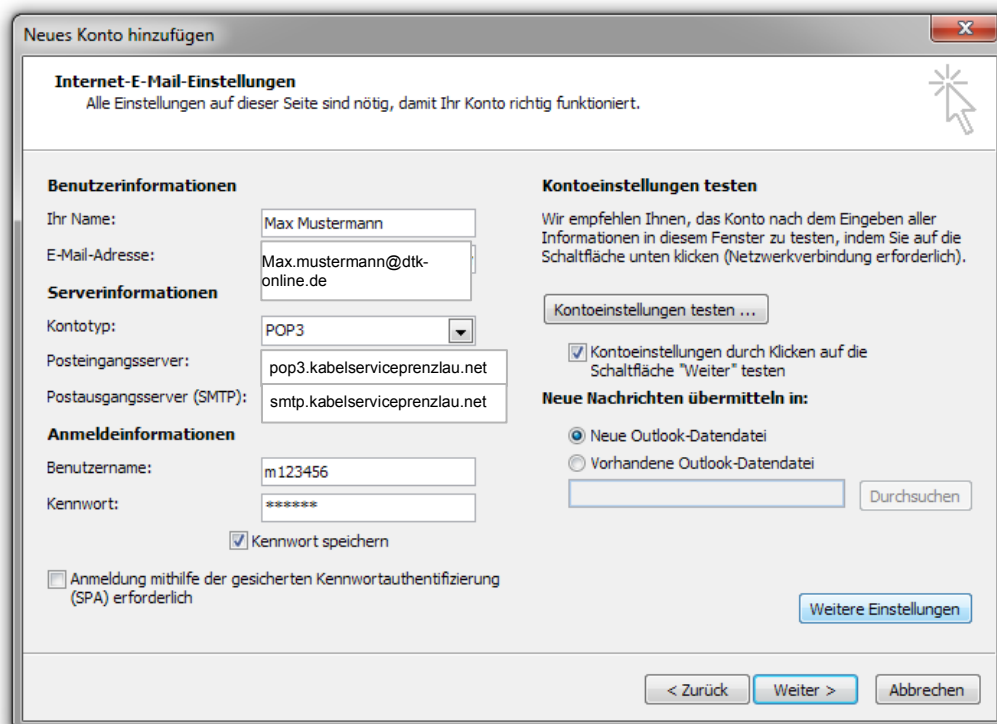 Neues Konto hinzufügen
Internet-E-Mail-Einstellungen
Alle Einstellungen auf dieser Seite sind nötig, damit Ihr Konto richtig funktioniert.
Benutzerinformationen
Ihr Name:
Max Mustermann
E-Mail-Adresse:
Max.mustermann@dtk-
online.de
Serverinformationen
Kontotyp:
POP3
Posteingangsserver:
pop3.kabelserviceprenzlau.net
Postausgangsserver (SMTP):
smtp.kabelserviceprenzlau.net
Anmeldeinformationen
Benutzername:
m123456
Kennwort:
******
Kennwort speichern
Anmeldung mithilfe der gesicherten Kennwortauthentifizierung
(SPA) erforderlich
Kontoeinstellungen testen
Wir empfehlen Ihnen, das Konto nach dem Eingeben aller
Informationen in diesem Fenster zu testen, indem Sie auf die
Schaltfläche unten klicken (Netzwerkverbindung erforderlich).
Kontoeinstellungen testen ...
Kontoeinstellungen durch Klicken auf die
Schaltfläche "Weiter" testen
Neue Nachrichten übermitteln in:
Neue Outlook-Datendatei
Vorhandene Outlook-Datendatei
Durchsuchen
Weitere Einstellungen
< Zurück
Weiter >
Abbrechen